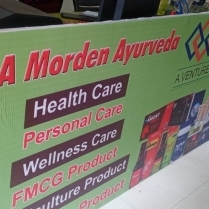 A Morden Ayurveda
A VENTURE
Health Care
Personal Care
Wellness Care
FMCG Product
culture Product